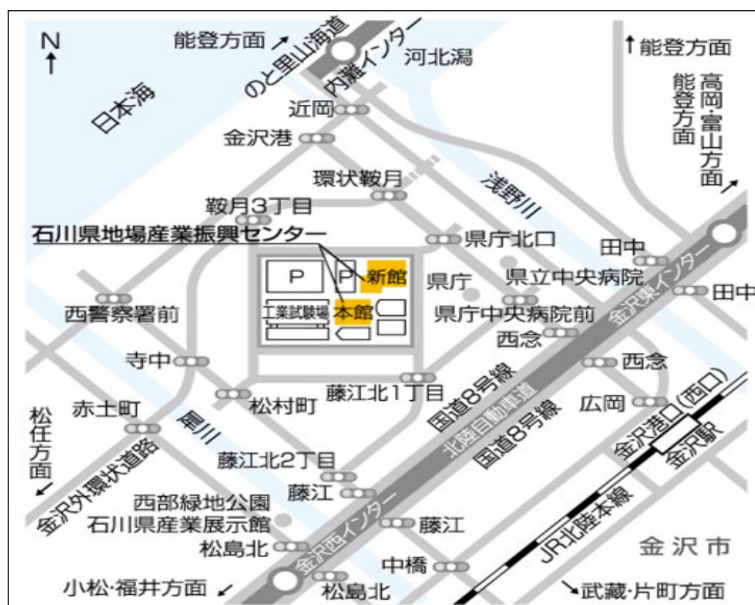 N
能登方面
のと里山海道
内灘インター
河北潟
能登方面
高岡・富山方面
能登方面
日本海
近岡
金沢港
環状鞍月
浅野川
鞍月3丁目
石川県地場産業振興センター
県庁北口
田中
P
P
新館
県庁
県立中央病院
金沢東インター
田中
西警察署前
工業試験場
本館
県庁中央病院前
西念
寺中
藤江北1丁目
国道8号線
北陸自動車道
国道8号線
西念
広岡
金沢港口(西口)
金沢駅
赤土町
松村町
松任方面
犀川
金沢外環状道路
藤江北2丁目
藤江
西部緑地公園
石川県産業展示館
金沢西インター
藤江
JR北陸本線
松島北
中橋
金沢市
小松・福井方面
松島北
武蔵・片町方面